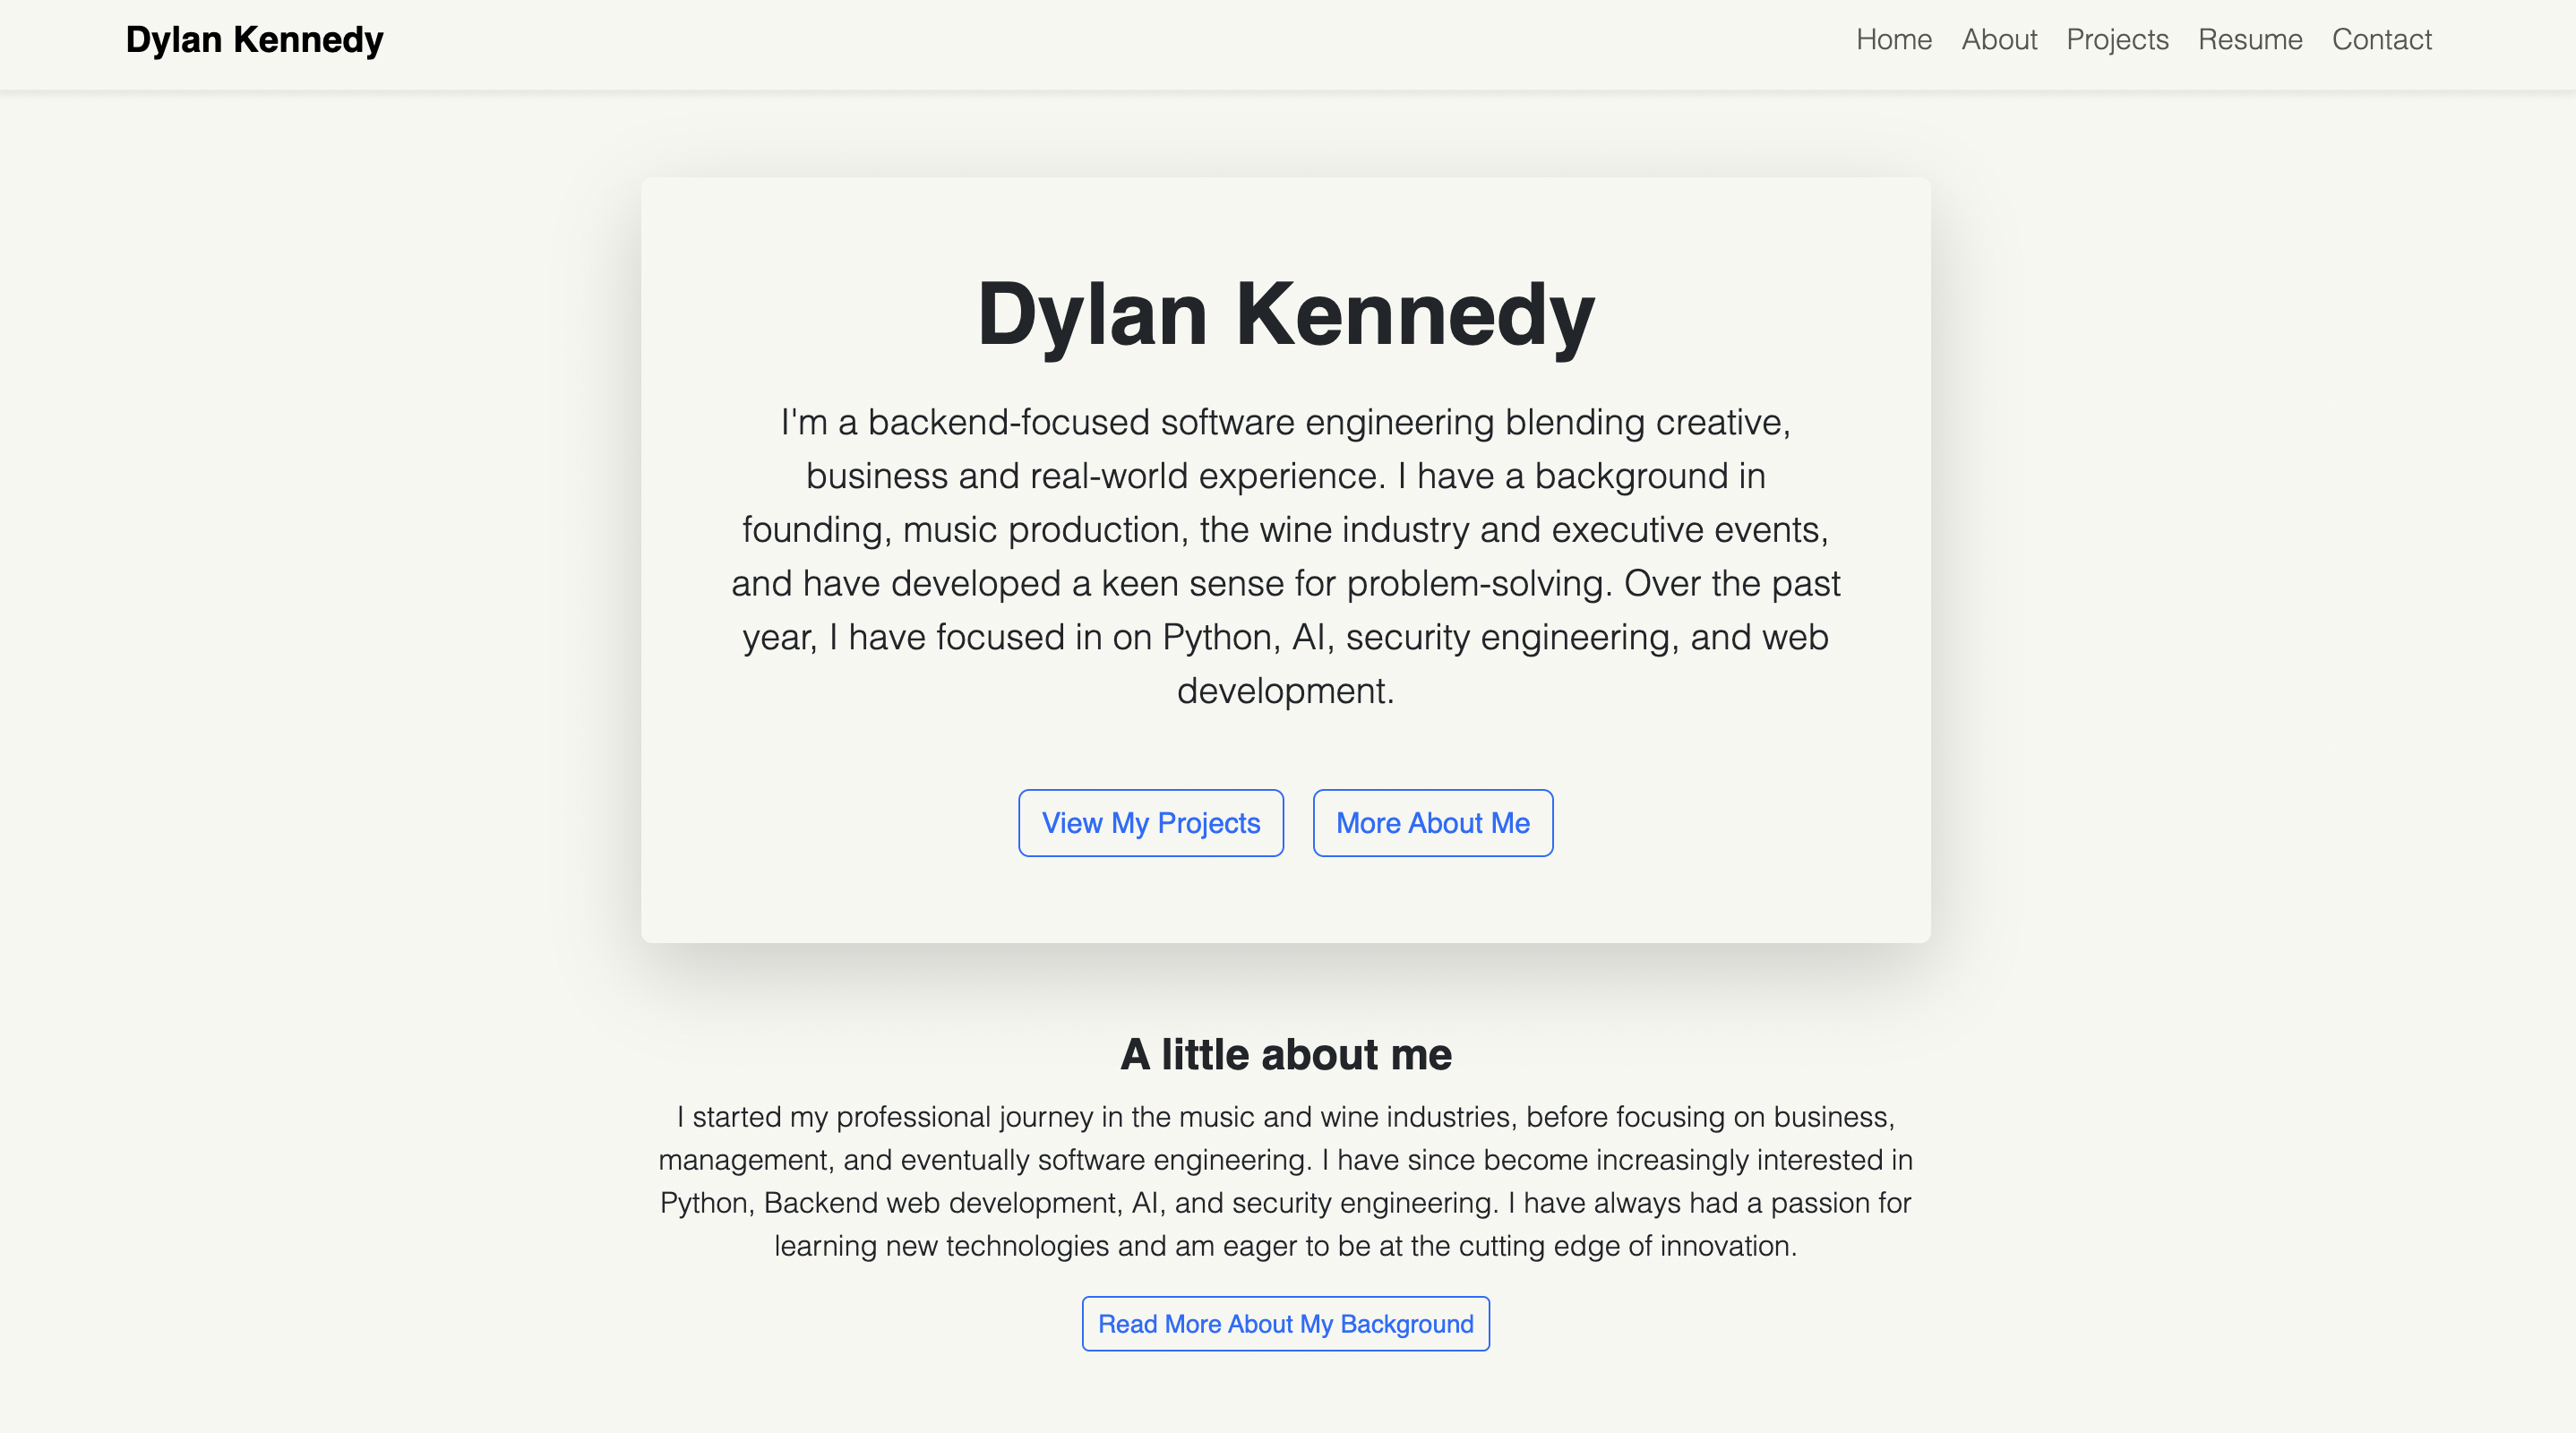 Dylan Kennedy
Home About Projects Resume Contact
Dylan Kennedy
I'm a backend-focused software engineering blending creative,
business and real-world experience. I have a background in
founding, music production, the wine industry and executive events,
and have developed a keen sense for problem-solving. Over the past
year, I have focused in on Python, AI, security engineering, and web
development.
View My Projects
More About Me
A little about me
I started my professional journey in the music and wine industries, before focusing on business,
management, and eventually software engineering. I have since become increasingly interested in
Python, Backend web development, AI, and security engineering. I have always had a passion for
learning new technologies and am eager to be at the cutting edge of innovation.
Read More About My Background